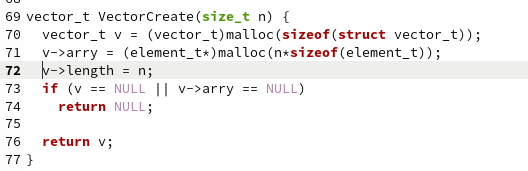 69 vector_t VectorCreate(size_t n) {
70   vector_t v = (vector_t)malloc(sizeof(struct vector_t));
71   v->arry = (element_t*)malloc(n*sizeof(element_t));
72   v->length = n;
73   if (v == NULL || v->arry == NULL)
74     return NULL;
75
76   return v;
77 }